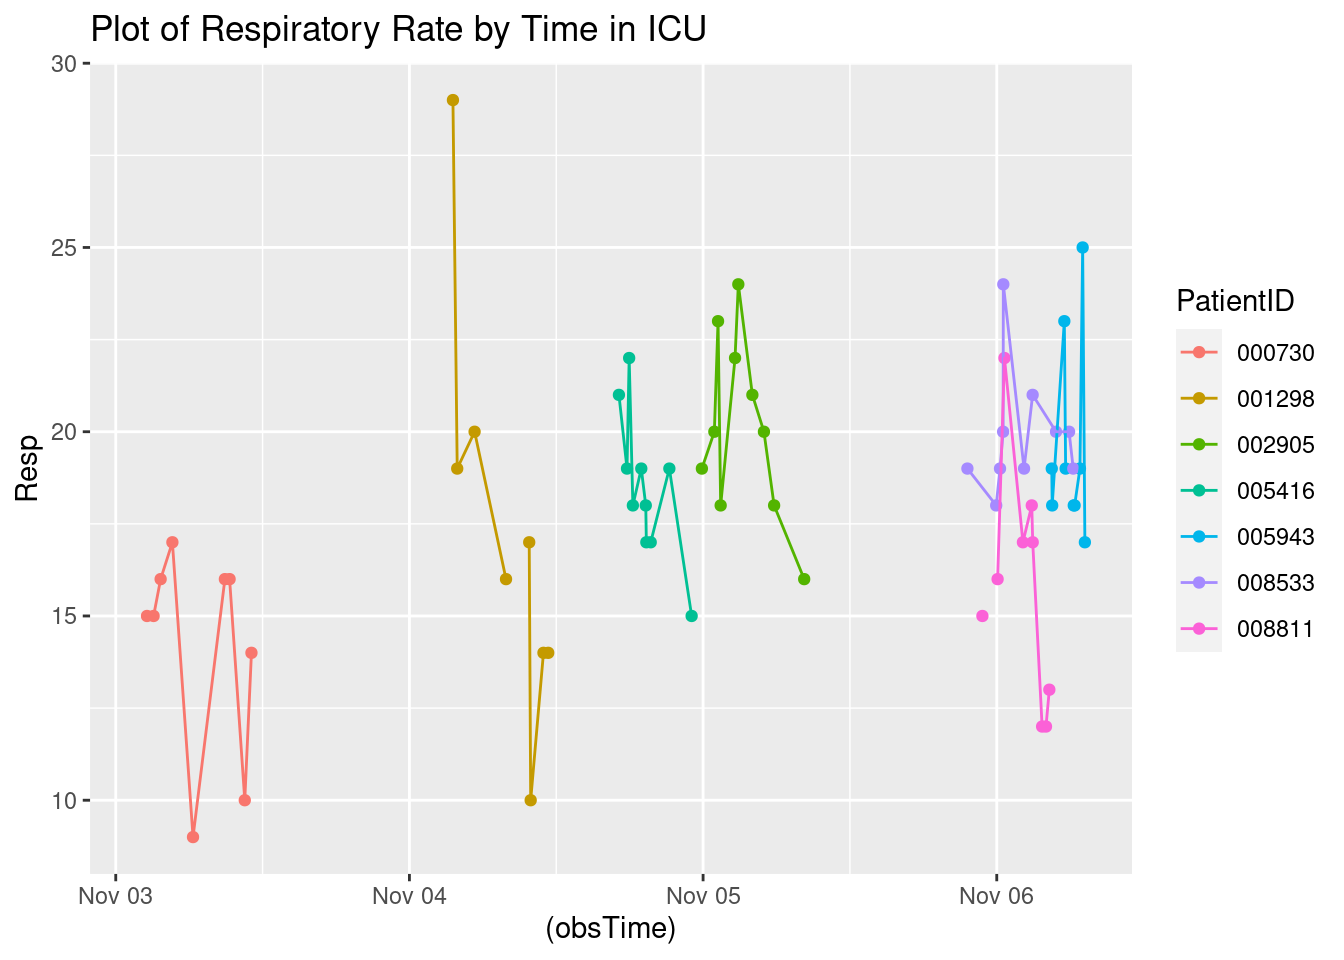 Plot of Respiratory Rate by Time in ICU
30
25
20
15
10
Resp
Nov 03
Nov 04
Nov 05
Nov 06
(obsTime)
PatientID
000730
001298
002905
005416
005943
008533
008811